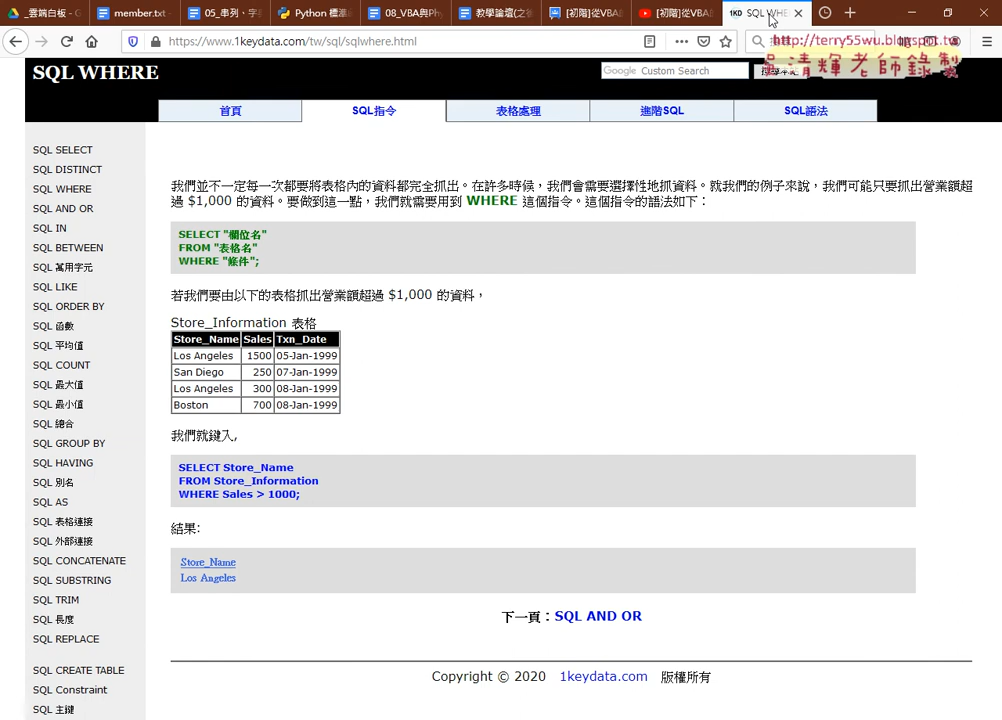 _雲端白板 - G
member.txt -
05_串列、字
Python 標準
08_VBA與Phy
教學論壇(之後
[初階]從VBA
[初階]從VBA
1KD SQL WHE
https://www.1keydata.com/tw/sql/sqlwhere.html
http://terry55wu.blogspot.tw
吳清輝老師錄製
SQL WHERE
Google Custom Search
首頁
SQL指令
表格處理
進階SQL
SQL語法
SQL SELECT
SQL DISTINCT
SQL WHERE
SQL AND OR
SQL IN
SQL BETWEEN
SQL 萬用字元
SQL LIKE
SQL ORDER BY
SQL 函數
SQL 平均值
SQL COUNT
SQL 最大值
SQL 最小值
SQL 總合
SQL GROUP BY
SQL HAVING
SQL 別名
SQL AS
SQL 表格連接
SQL 外部連接
SQL CONCATENATE
SQL SUBSTRING
SQL TRIM
SQL 長度
SQL REPLACE
SQL CREATE TABLE
SQL Constraint
SQL 主鍵
我們並不一定每一次都要將表格內的資料都完全抓出。在許多時候，我們會需要選擇性地抓資料。就我們的例子來說，我們可能只要抓出營業額超
過 $1,000 的資料。要做到這一點，我們就需要用到 WHERE 這個指令。這個指令的語法如下：
SELECT "欄位名"
FROM "表格名"
WHERE "條件";
若我們要由以下的表格抓出營業額超過 $1,000 的資料，
Store_Information 表格
Store_Name Sales Txn_Date
Los Angeles 1500 05-Jan-1999
San Diego 250 07-Jan-1999
Los Angeles 300 08-Jan-1999
Boston 700 08-Jan-1999
我們就鍵入,
SELECT Store_Name
FROM Store_Information
WHERE Sales > 1000;
結果:
Store_Name
Los Angeles
下一頁：SQL AND OR
Copyright © 2020 1keydata.com 版權所有